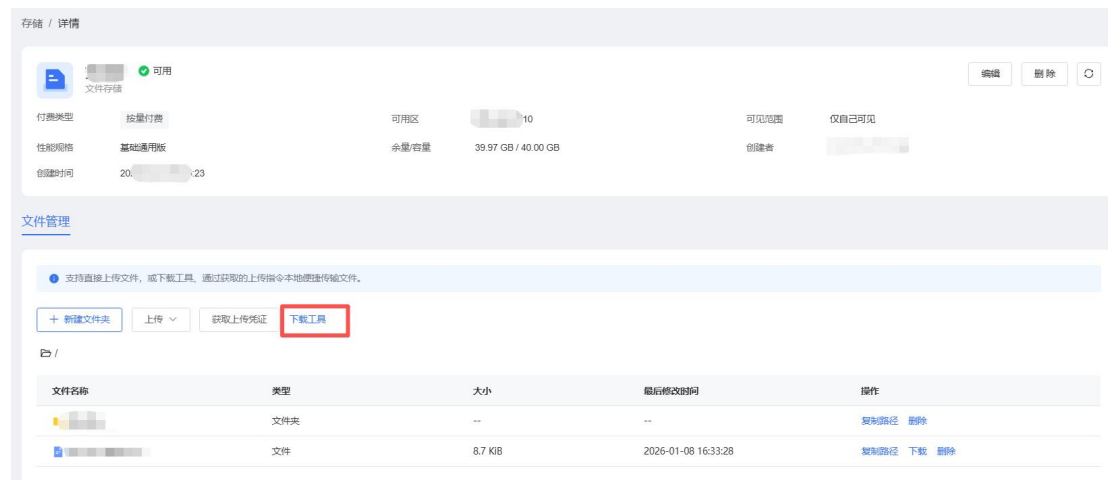 存储 / 详情
可用
文件存储
编辑 删除
付费类型 按量付费 可用区 10 可见范围 仅自己可见
性能规格 基础通用版 余量/容量 39.97 GB / 40.00 GB 创建者
创建时间 20 :23
文件管理
支持直接上传文件，或下载工具，通过获取的上传指令本地便捷传输文件。
+ 新建文件夹 上传 获取上传凭证 下载工具
/
文件名称 类型 大小 最后修改时间 操作
文件夹 -- -- 复制路径 删除
文件 8.7 KiB 2026-01-08 16:33:28 复制路径 下载 删除